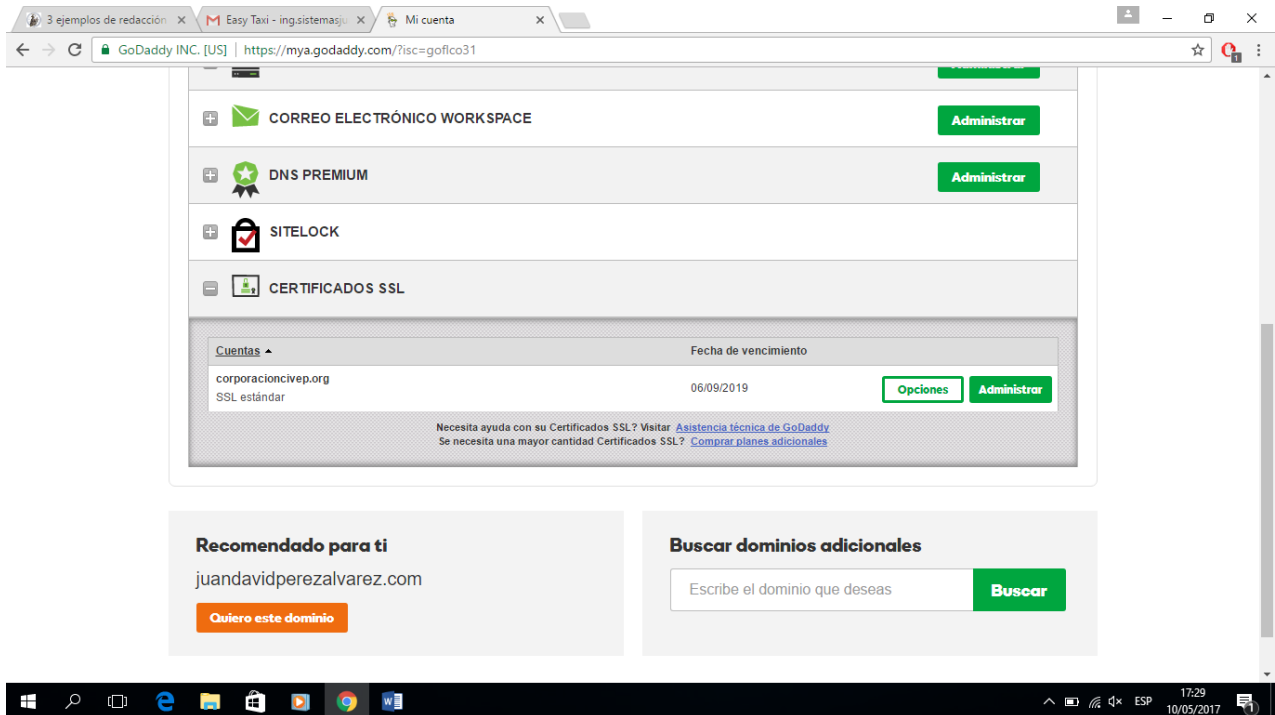 3 ejemplos de redacción
Easy Taxi - ing.sistemasju
Mi cuenta
GoDaddy INC. [US] | https://mya.godaddy.com/?isc=goflco31
1
CORREO ELECTRÓNICO WORKSPACE
Administrar
DNS PREMIUM
Administrar
SITELOCK
CERTIFICADOS SSL
Cuentas
Fecha de vencimiento
corporacioncivep.org
SSL estándar
06/09/2019
Opciones
Administrar
Necesita ayuda con su Certificados SSL? Visitar Asistencia técnica de GoDaddy
Se necesita una mayor cantidad Certificados SSL? Comprar planes adicionales
Recomendado para ti
juandavidperezalvarez.com
Quiero este dominio
Buscar dominios adicionales
Escribe el dominio que deseas
Buscar
ESP
17:29
10/05/2017
1